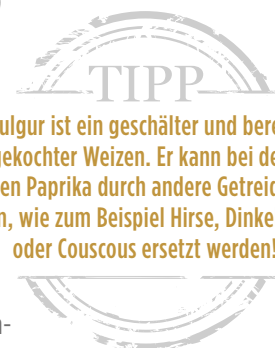 TIPP
ulgur ist ein geschälter und bere
gekochter Weizen. Er kann bei de
en Paprika durch andere Getreid
n, wie zum Beispiel Hirse, Dinke
oder Couscous ersetzt werden!
-